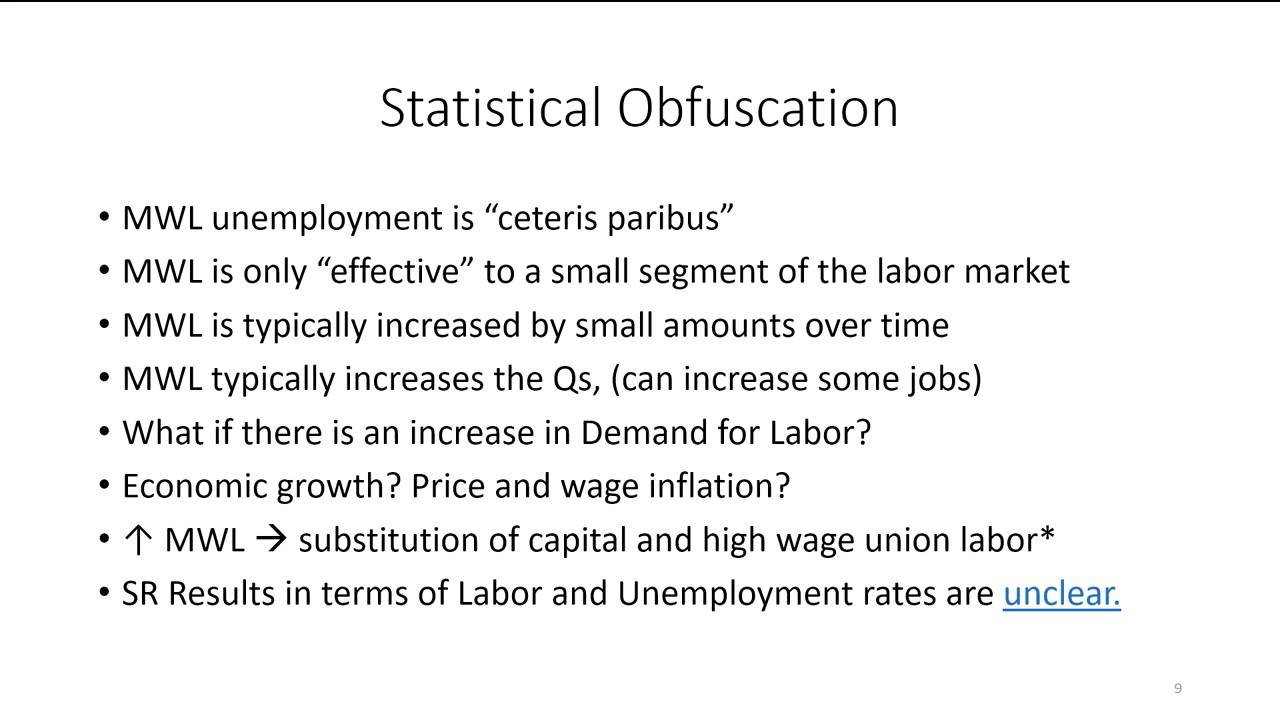 Statistical Obfuscation
• MWL unemployment is “ceteris paribus”
• MWL is only “effective” to a small segment of the labor market
• MWL is typically increased by small amounts over time
• MWL typically increases the Qs, (can increase some jobs)
• What if there is an increase in Demand for Labor?
• Economic growth? Price and wage inflation?
• ↑ MWL → substitution of capital and high wage union labor*
• SR Results in terms of Labor and Unemployment rates are unclear.
9